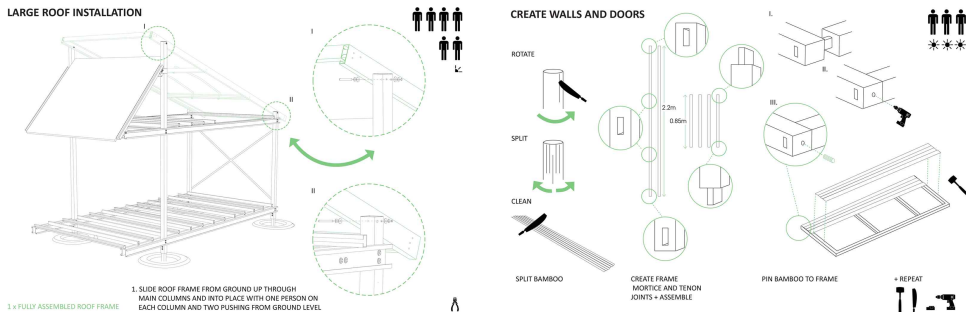 LARGE ROOF INSTALLATION
I
II
I
II
1 x FULLY ASSEMBLED ROOF FRAME
1. SLIDE ROOF FRAME FROM GROUND UP THROUGH
MAIN COLUMNS AND INTO PLACE WITH ONE PERSON ON
EACH COLUMN AND TWO PUSHING FROM GROUND LEVEL
CREATE WALLS AND DOORS
ROTATE
SPLIT
CLEAN
SPLIT BAMBOO
2.2m
0.85m
CREATE FRAME
MORTICE AND TENON
JOINTS + ASSEMBLE
I.
II.
III.
PIN BAMBOO TO FRAME
+ REPEAT